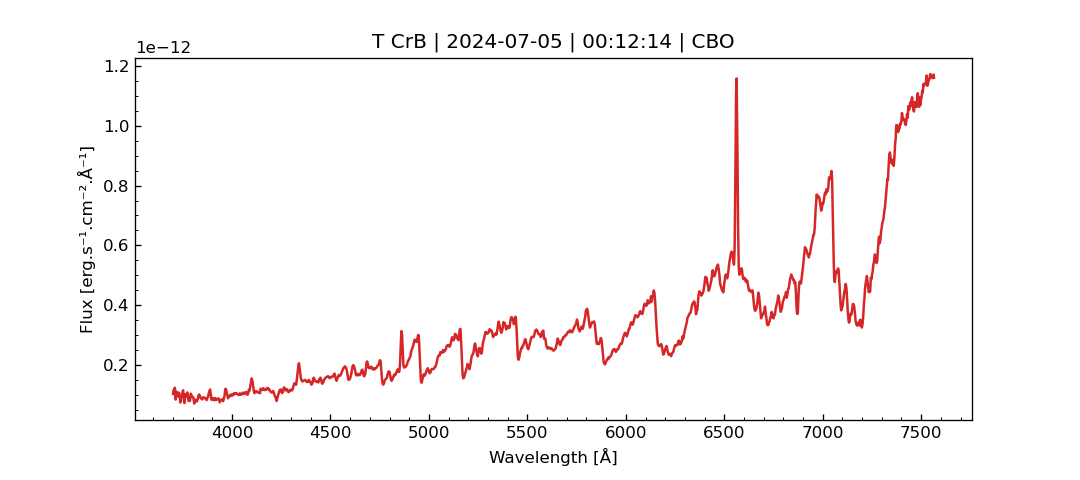 T CrB | 2024-07-05 | 00:12:14 | CBO
1e−12
1.2
1.0
0.8
0.6
0.4
0.2
Flux [erg.s⁻¹.cm⁻².Å⁻¹]
4000 4500 5000 5500 6000 6500 7000 7500
Wavelength [Å]